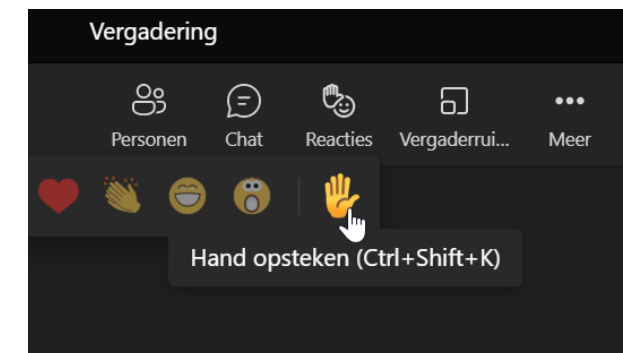 Vergadering
Personen Chat Reacties Vergaderrui... Meer
Hand opsteken (Ctrl+Shift+K)